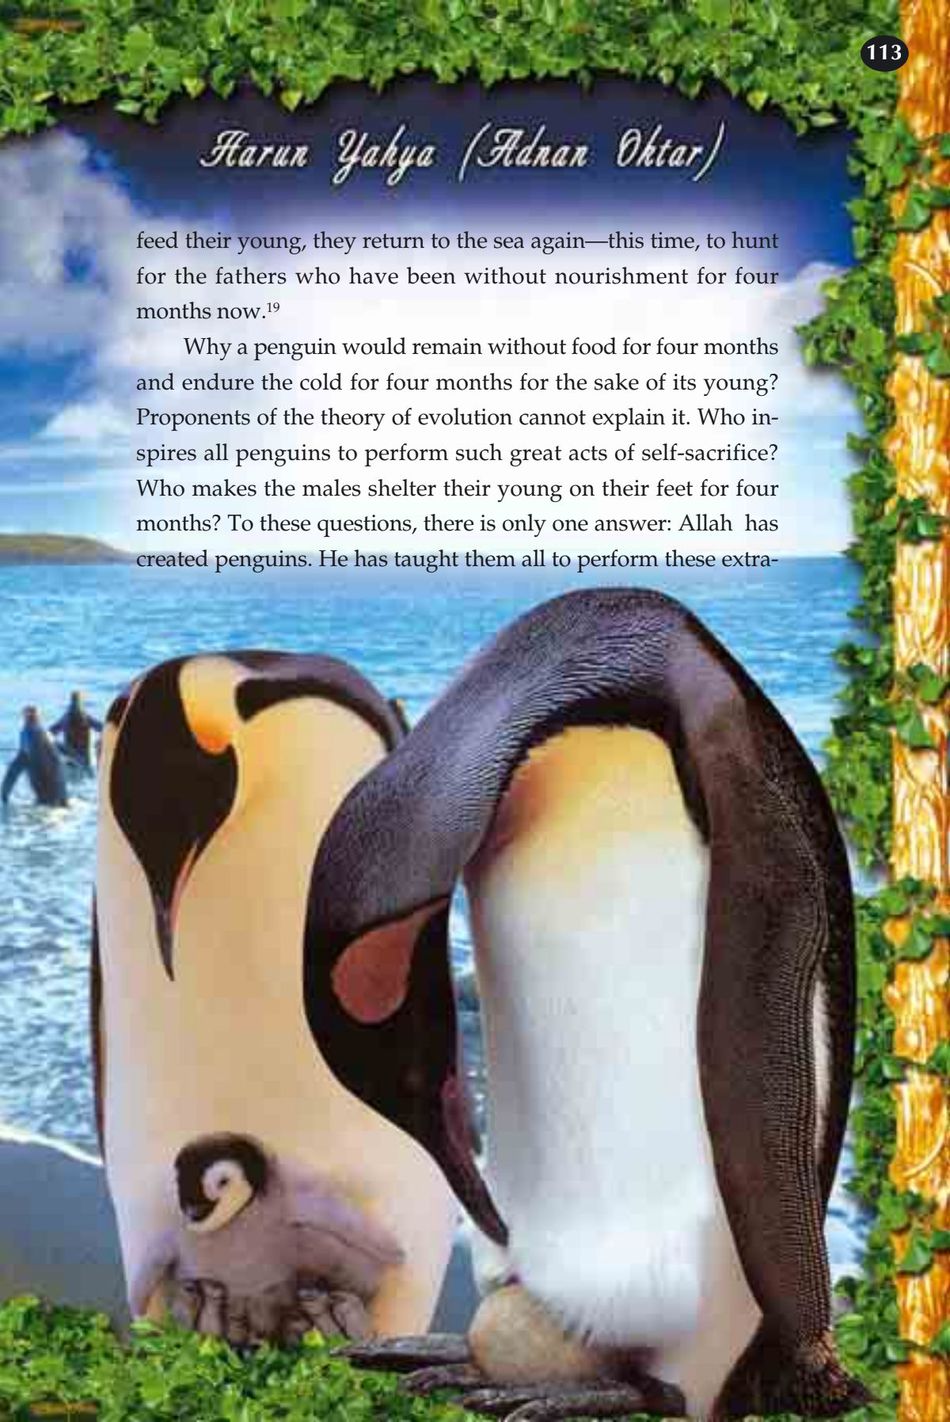 113
Harun Yahya (Adnan Oktar)
feed their young, they return to the sea again—this time, to hunt
for the fathers who have been without nourishment for four
months now.19
Why a penguin would remain without food for four months
and endure the cold for four months for the sake of its young?
Proponents of the theory of evolution cannot explain it. Who in-
spires all penguins to perform such great acts of self-sacrifice?
Who makes the males shelter their young on their feet for four
months? To these questions, there is only one answer: Allah has
created penguins. He has taught them all to perform these extra-